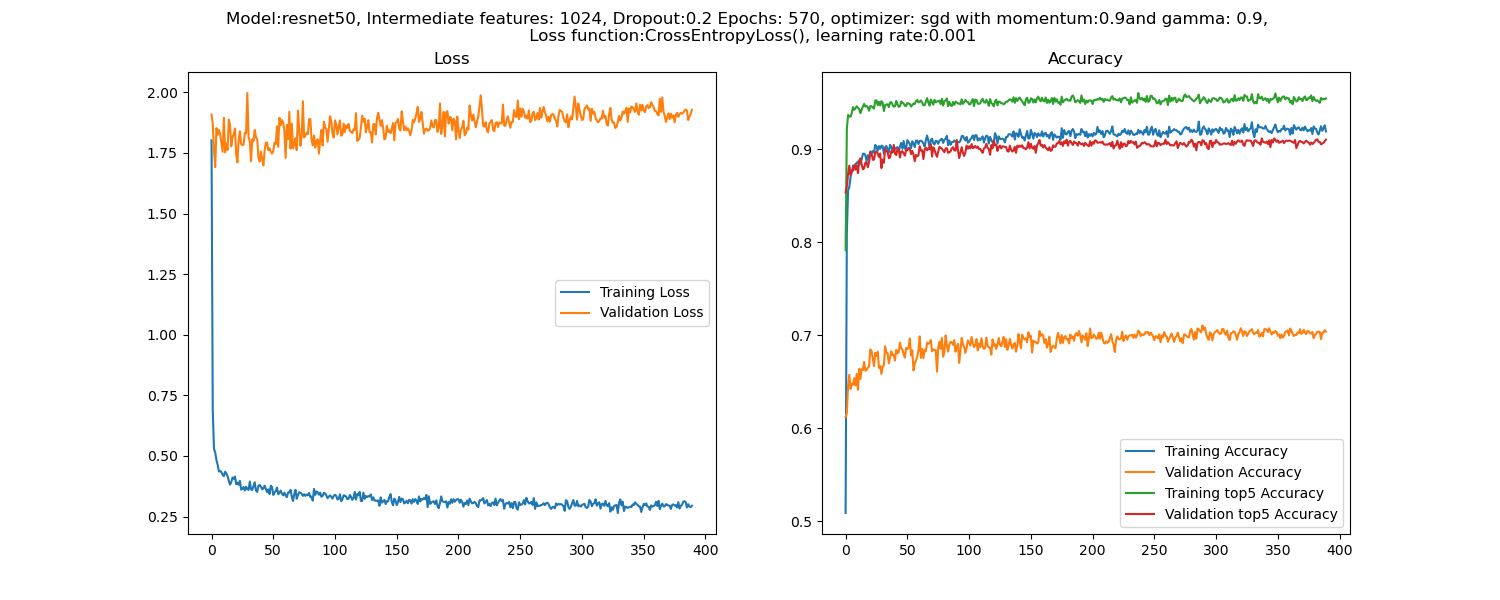 Model:resnet50, Intermediate features: 1024, Dropout:0.2 Epochs: 570, optimizer: sgd with momentum:0.9and gamma: 0.9,
Loss function:CrossEntropyLoss(), learning rate:0.001
Loss
2.00
1.75
1.50
1.25
1.00
0.75
0.50
0.25
0 50 100 150 200 250 300 350 400
Training Loss
Validation Loss
Accuracy
0.9
0.8
0.7
0.6
0.5
0 50 100 150 200 250 300 350 400
Training Accuracy
Validation Accuracy
Training top5 Accuracy
Validation top5 Accuracy